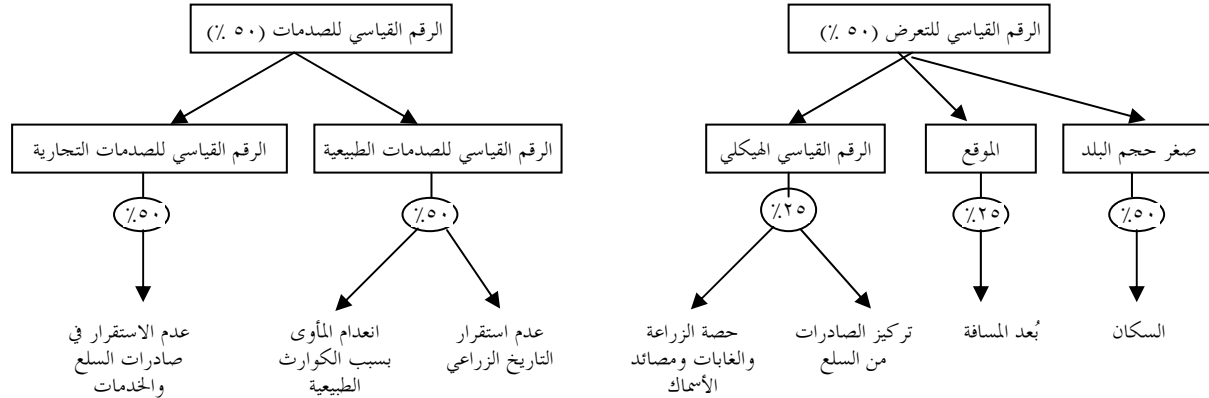 الرقم القياسي للتعرض (٥٠ ٪)
الرقم القياسي للصدمات (٥٠ ٪)
صغر حجم البلد
الموقع
الرقم القياسي الهيكلي
الرقم القياسي للصدمات الطبيعية
الرقم القياسي للصدمات التجارية
٥٠٪
٢٥٪
٢٥٪
٥٠٪
٥٠٪
السكان
بُعد المسافة
تركيز الصادرات
من السلع
حصة الزراعة
والغابات ومصائد
الأسماك
عدم استقرار
التاريخ الزراعي
انعدام المأوى
بسبب الكوارث
الطبيعية
عدم الاستقرار في
صادرات السلع
والخدمات